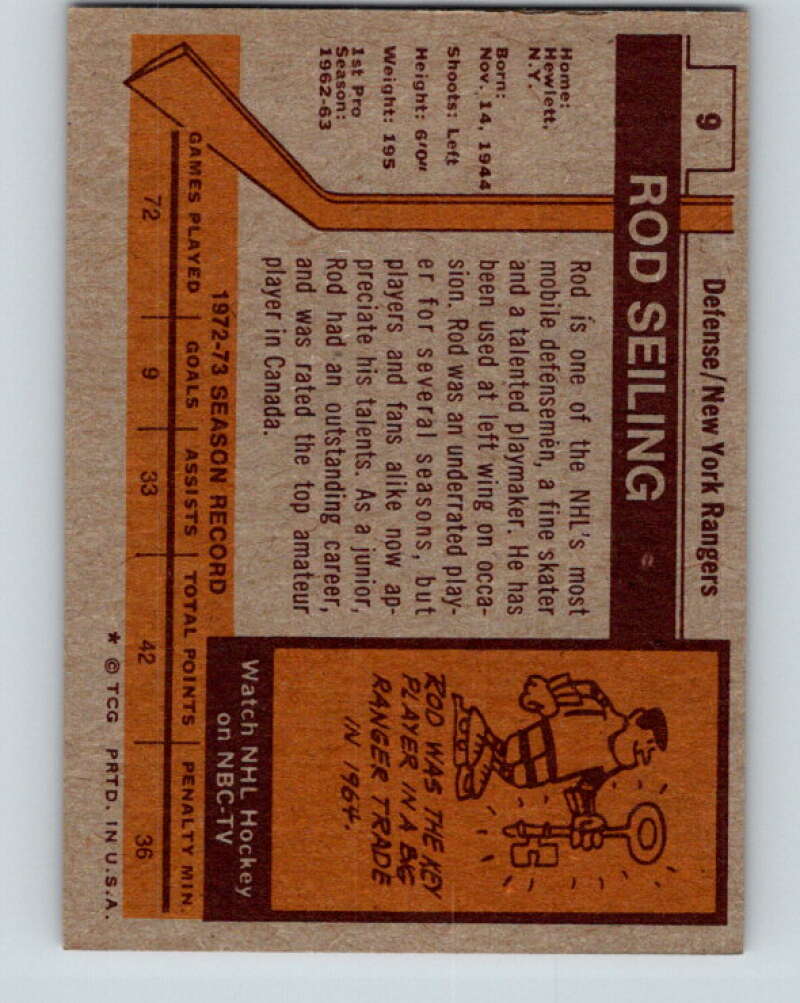 9
Defense/New York Rangers
ROD SEILING
Home:
Hewlett,
N.Y.
Born:
Nov. 14, 1944
Shoots: Left
Height: 6'0"
Weight: 195
1st Pro
Season:
1962-63
Rod is one of the NHL's most
mobile defensemen, a fine skater
and a talented playmaker. He has
been used at left wing on occa-
sion. Rod was an underrated play-
er for several seasons, but
players and fans alike now ap-
preciate his talents. As a junior,
Rod had an outstanding career,
and was rated the top amateur
player in Canada.
ROD WAS THE KEY
PLAYER IN A BIG
RANGER TRADE
IN 1964.
Watch NHL Hockey
on NBC-TV
1972-73 SEASON RECORD
GAMES PLAYED GOALS ASSISTS TOTAL POINTS PENALTY MIN.
72 9 33 42 36
* © TCG PRTD. IN U.S.A.